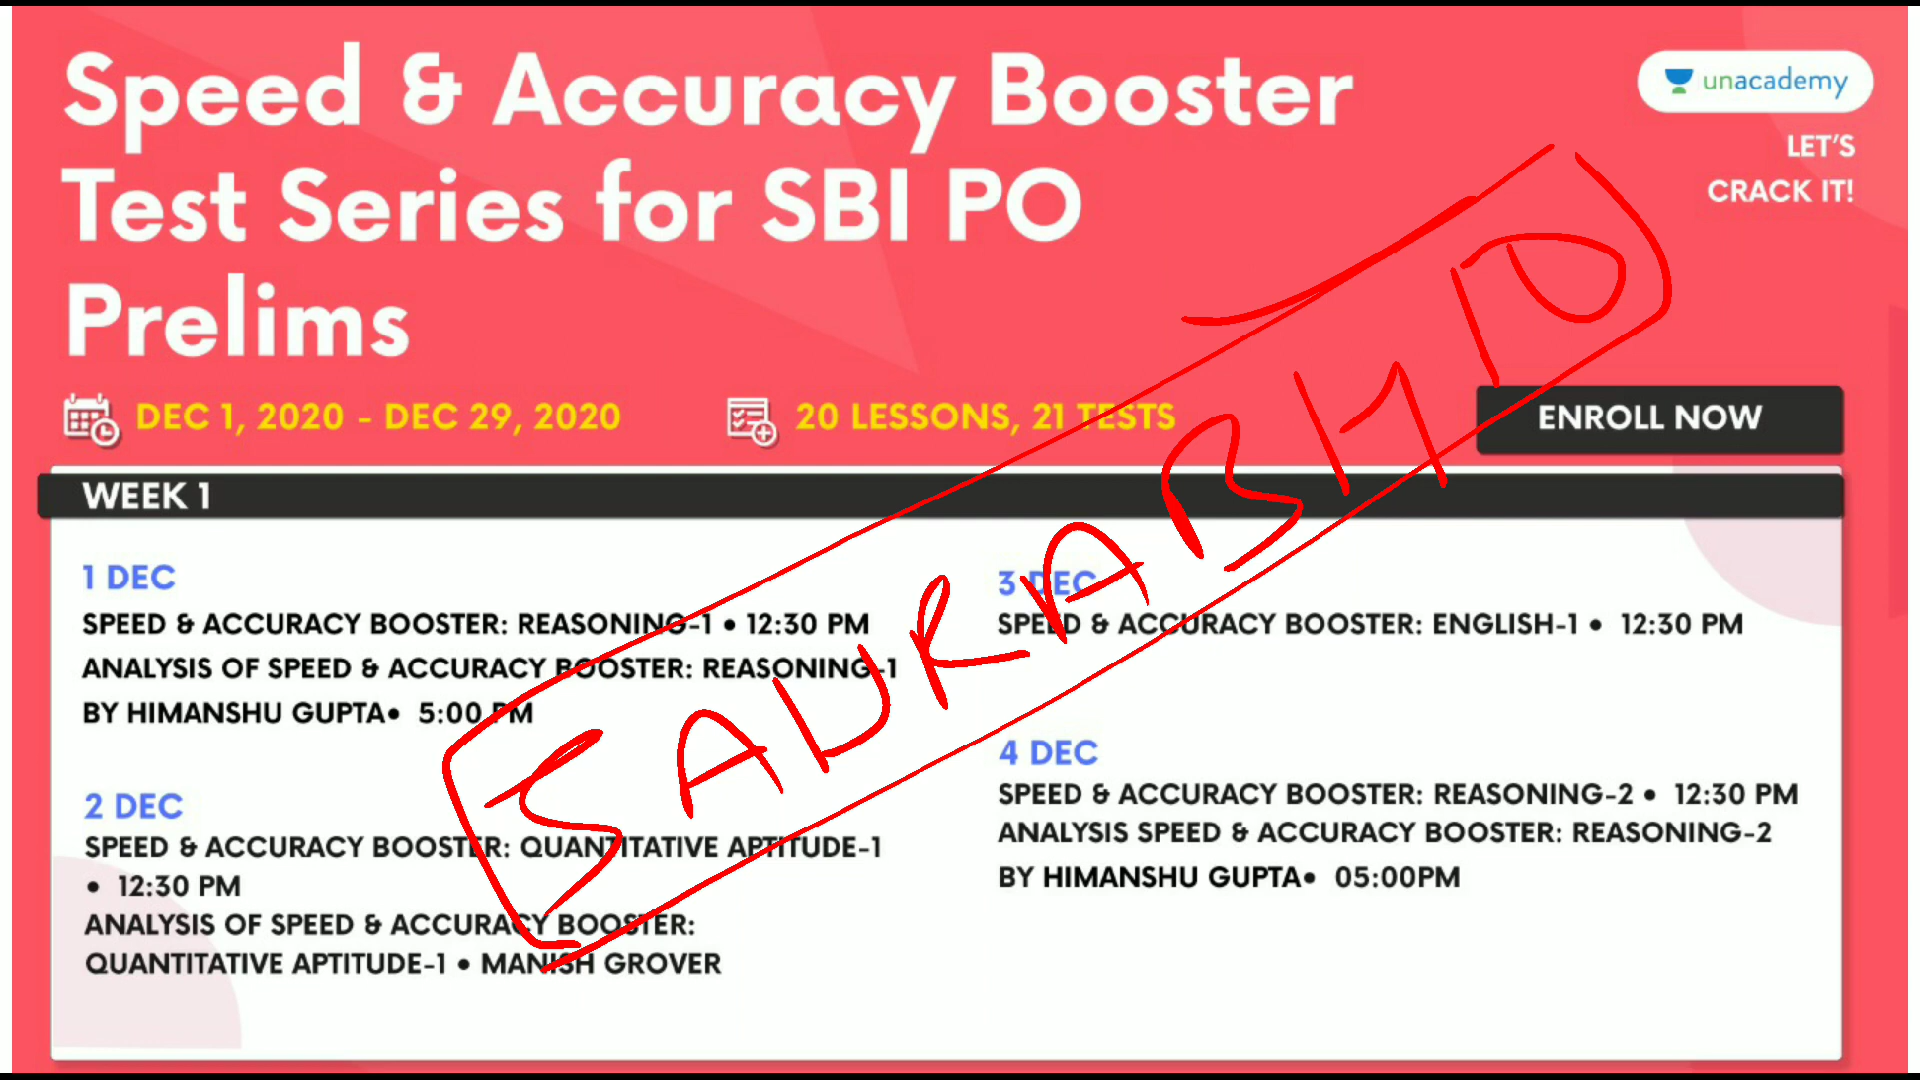 Speed & Accuracy Booster
Test Series for SBI PO
Prelims
unacademy
LET'S
CRACK IT!
DEC 1, 2020 - DEC 29, 2020
20 LESSONS, 21 TESTS
ENROLL NOW
WEEK 1
1 DEC
SPEED & ACCURACY BOOSTER: REASONING-1 • 12:30 PM
ANALYSIS OF SPEED & ACCURACY BOOSTER: REASONING-1
BY HIMANSHU GUPTA• 5:00 PM
2 DEC
SPEED & ACCURACY BOOSTER: QUANTITATIVE APTITUDE-1
• 12:30 PM
ANALYSIS OF SPEED & ACCURACY BOOSTER:
QUANTITATIVE APTITUDE-1 • MANISH GROVER
3 DEC
SPEED & ACCURACY BOOSTER: ENGLISH-1 • 12:30 PM
4 DEC
SPEED & ACCURACY BOOSTER: REASONING-2 • 12:30 PM
ANALYSIS SPEED & ACCURACY BOOSTER: REASONING-2
BY HIMANSHU GUPTA• 05:00PM
SAURABH10